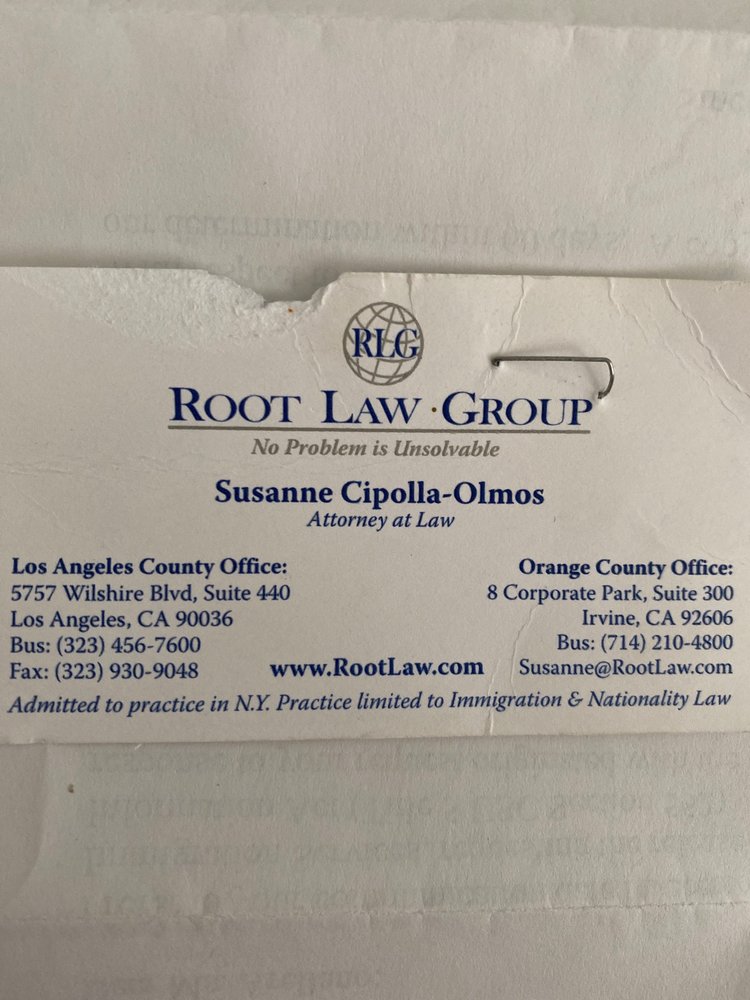 RLG
ROOT LAW GROUP
No Problem is Unsolvable
Susanne Cipolla-Olmos
Attorney at Law
Los Angeles County Office:
5757 Wilshire Blvd, Suite 440
Los Angeles, CA 90036
Bus: (323) 456-7600
Fax: (323) 930-9048
www.RootLaw.com
Orange County Office:
8 Corporate Park, Suite 300
Irvine, CA 92606
Bus: (714) 210-4800
Susanne@RootLaw.com
Admitted to practice in N.Y. Practice limited to Immigration & Nationality Law